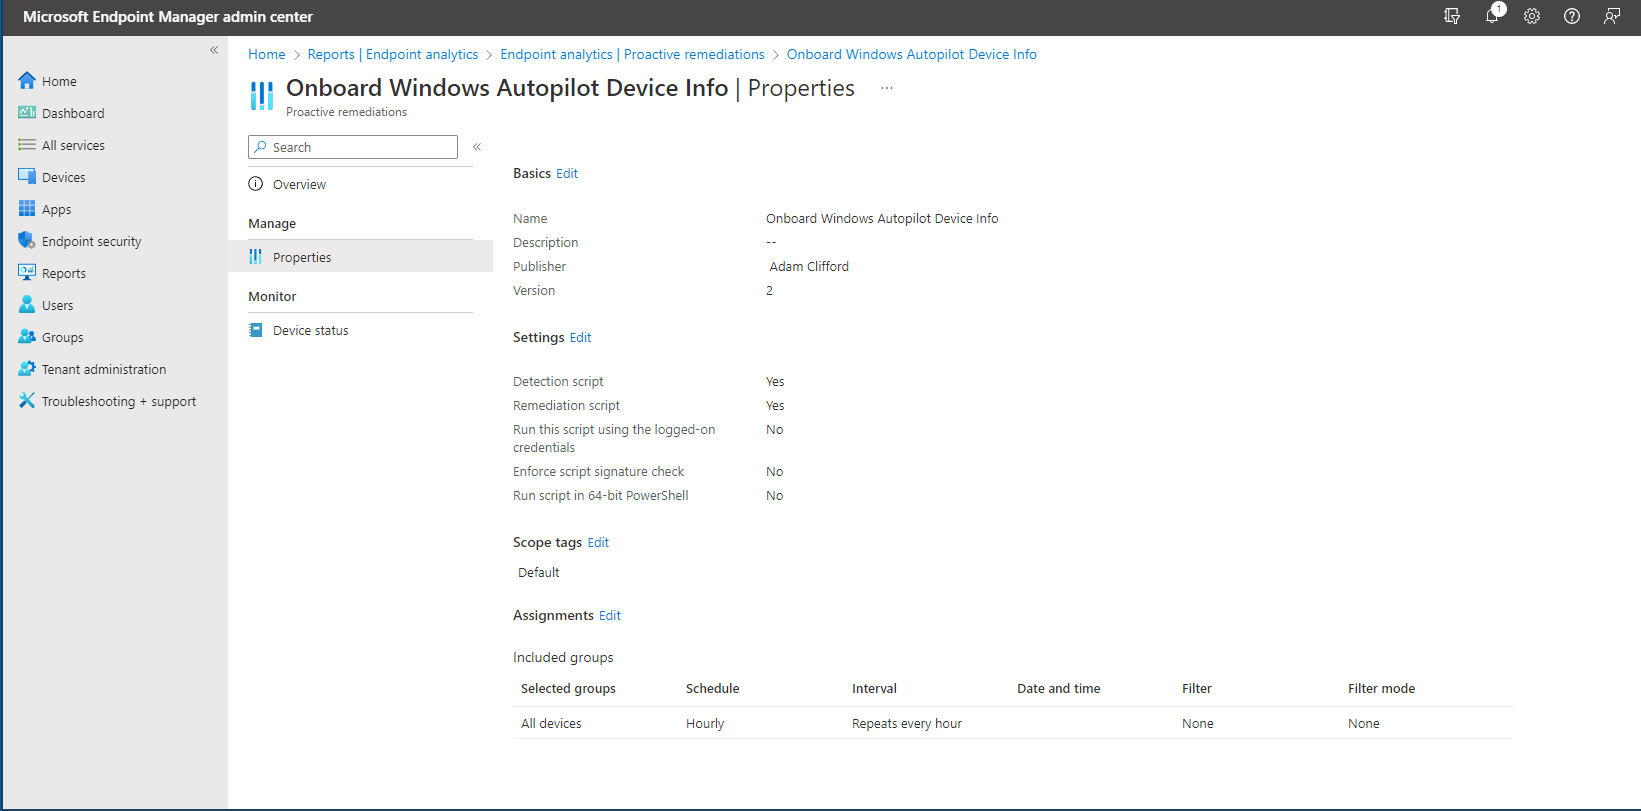 Microsoft Endpoint Manager admin center
1
«
Home
Dashboard
All services
Devices
Apps
Endpoint security
Reports
Users
Groups
Tenant administration
Troubleshooting + support
Home > Reports | Endpoint analytics > Endpoint analytics | Proactive remediations > Onboard Windows Autopilot Device Info
Onboard Windows Autopilot Device Info | Properties ...
Proactive remediations
Search «
Overview
Manage
Properties
Monitor
Device status
Basics Edit
Name Onboard Windows Autopilot Device Info
Description --
Publisher Adam Clifford
Version 2
Settings Edit
Detection script Yes
Remediation script Yes
Run this script using the logged-on No
credentials
Enforce script signature check No
Run script in 64-bit PowerShell No
Scope tags Edit
Default
Assignments Edit
Included groups
Selected groups Schedule Interval Date and time Filter Filter mode
All devices Hourly Repeats every hour None None